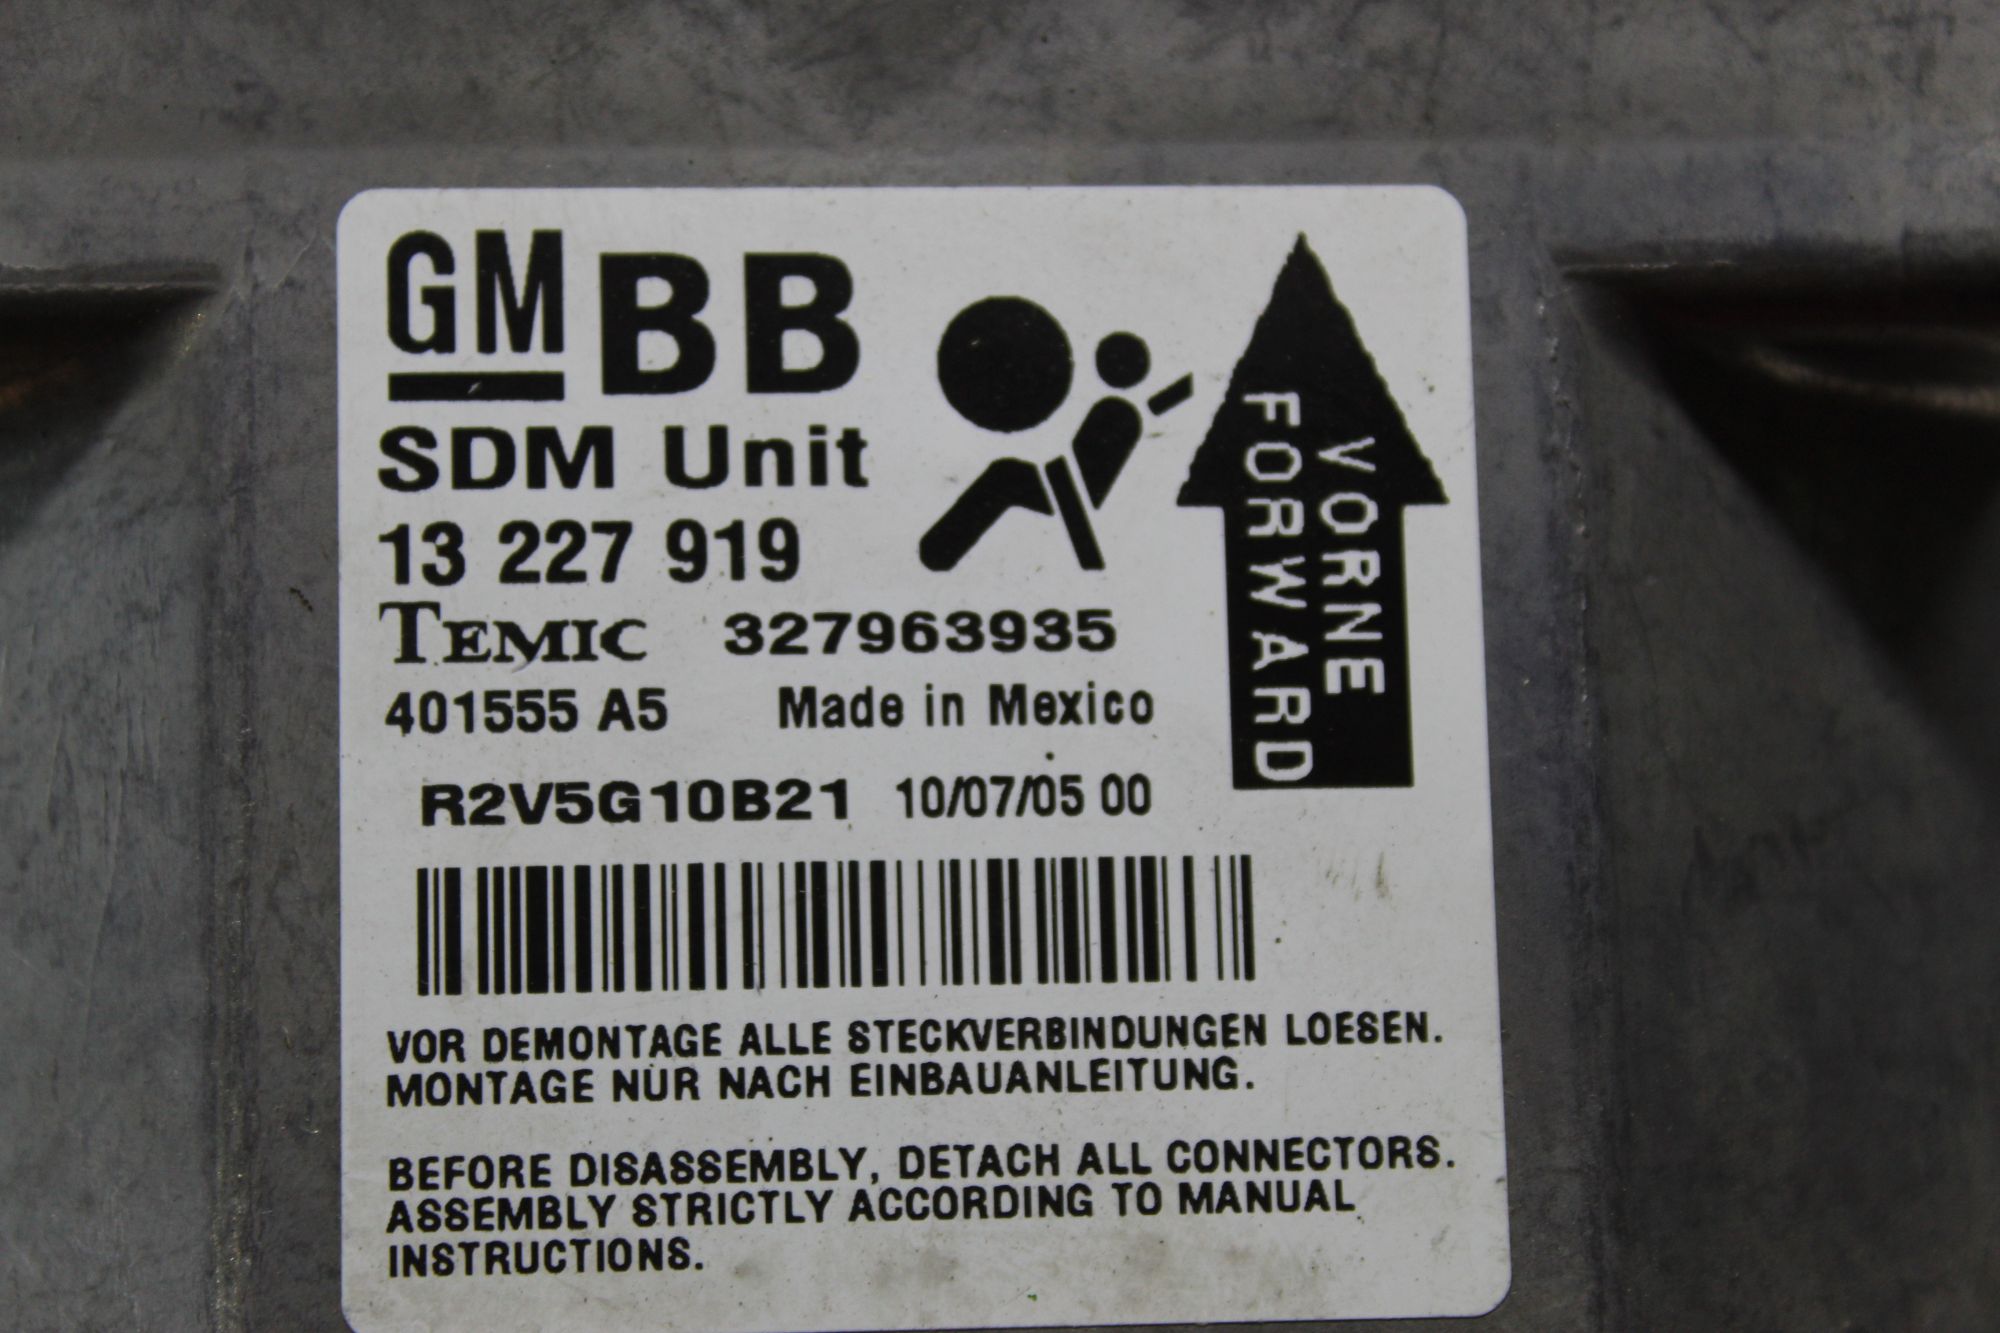 GM BB
SDM Unit
13 227 919
TEMIC 327963935
401555 A5 Made in Mexico
R2V5G10B21 10/07/05 00
VORNE
FORWARD
VOR DEMONTAGE ALLE STECKVERBINDUNGEN LOESEN.
MONTAGE NUR NACH EINBAUANLEITUNG.
BEFORE DISASSEMBLY, DETACH ALL CONNECTORS.
ASSEMBLY STRICTLY ACCORDING TO MANUAL
INSTRUCTIONS.